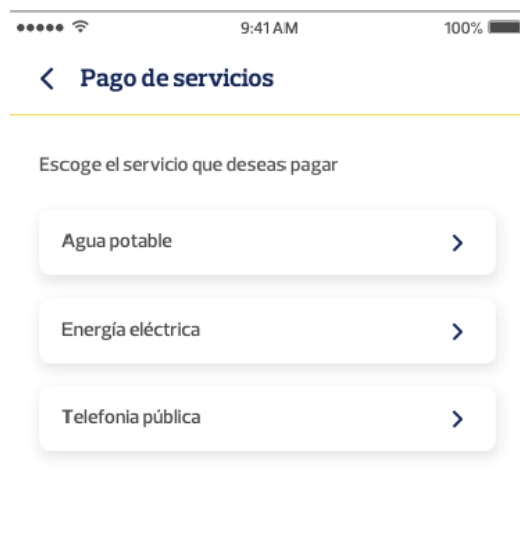 9:41 AM 100%
Pago de servicios
Escoge el servicio que deseas pagar
Agua potable
Energía eléctrica
Telefonia pública